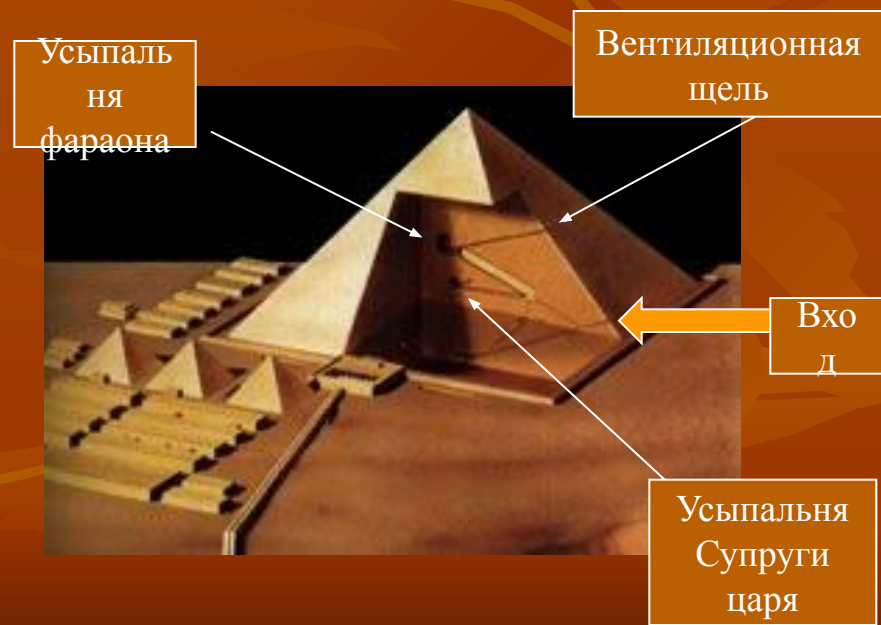 Усыпаль
ня
фараона
Вентиляционная
щель
Вхо
д
Усыпальня
Супруги
царя